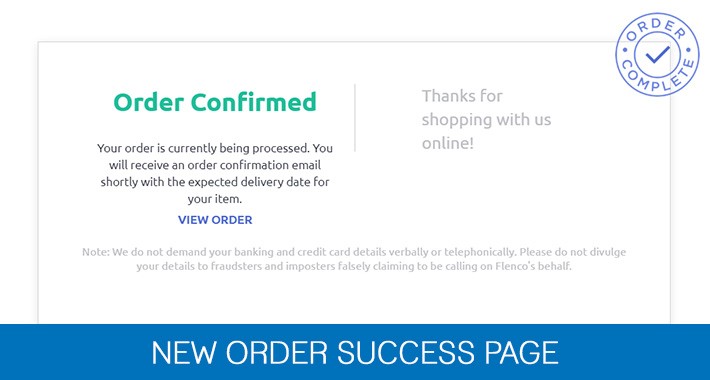 ORDER COMPLETE
Order Confirmed
Your order is currently being processed. You
will receive an order confirmation email
shortly with the expected delivery date for
your item.
VIEW ORDER
Thanks for
shopping with us
online!
Note: We do not demand your banking and credit card details verbally or telephonically. Please do not divulge
your details to fraudsters and imposters falsely claiming to be calling on Flenco's behalf.
NEW ORDER SUCCESS PAGE